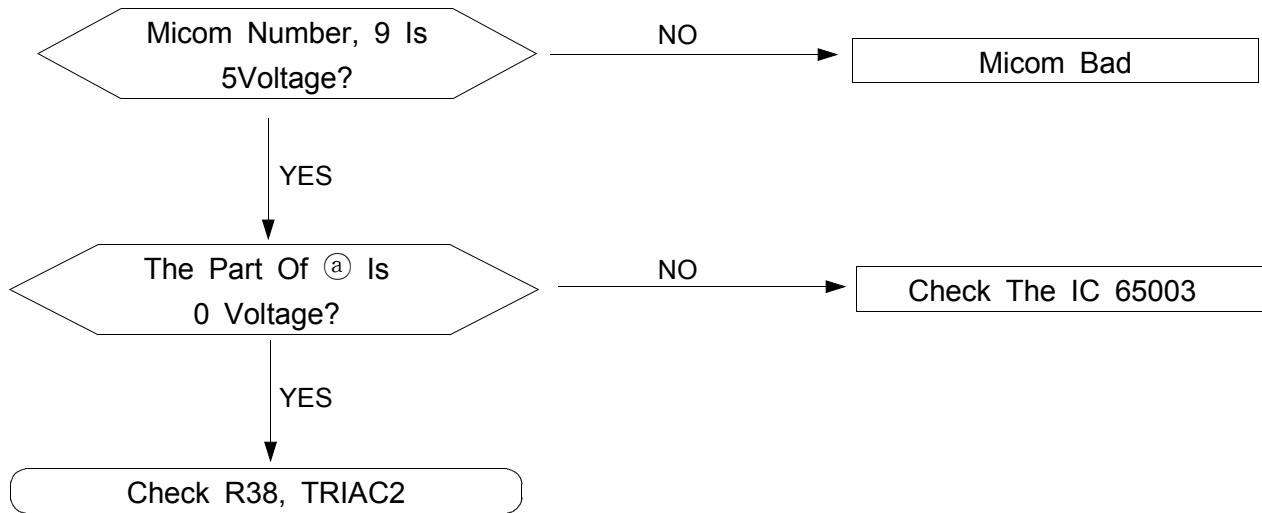 Micom Number, 9 Is
5Voltage?
NO
Micom Bad
YES
The Part Of ⓐ Is
0 Voltage?
NO
Check The IC 65003
YES
Check R38, TRIAC2